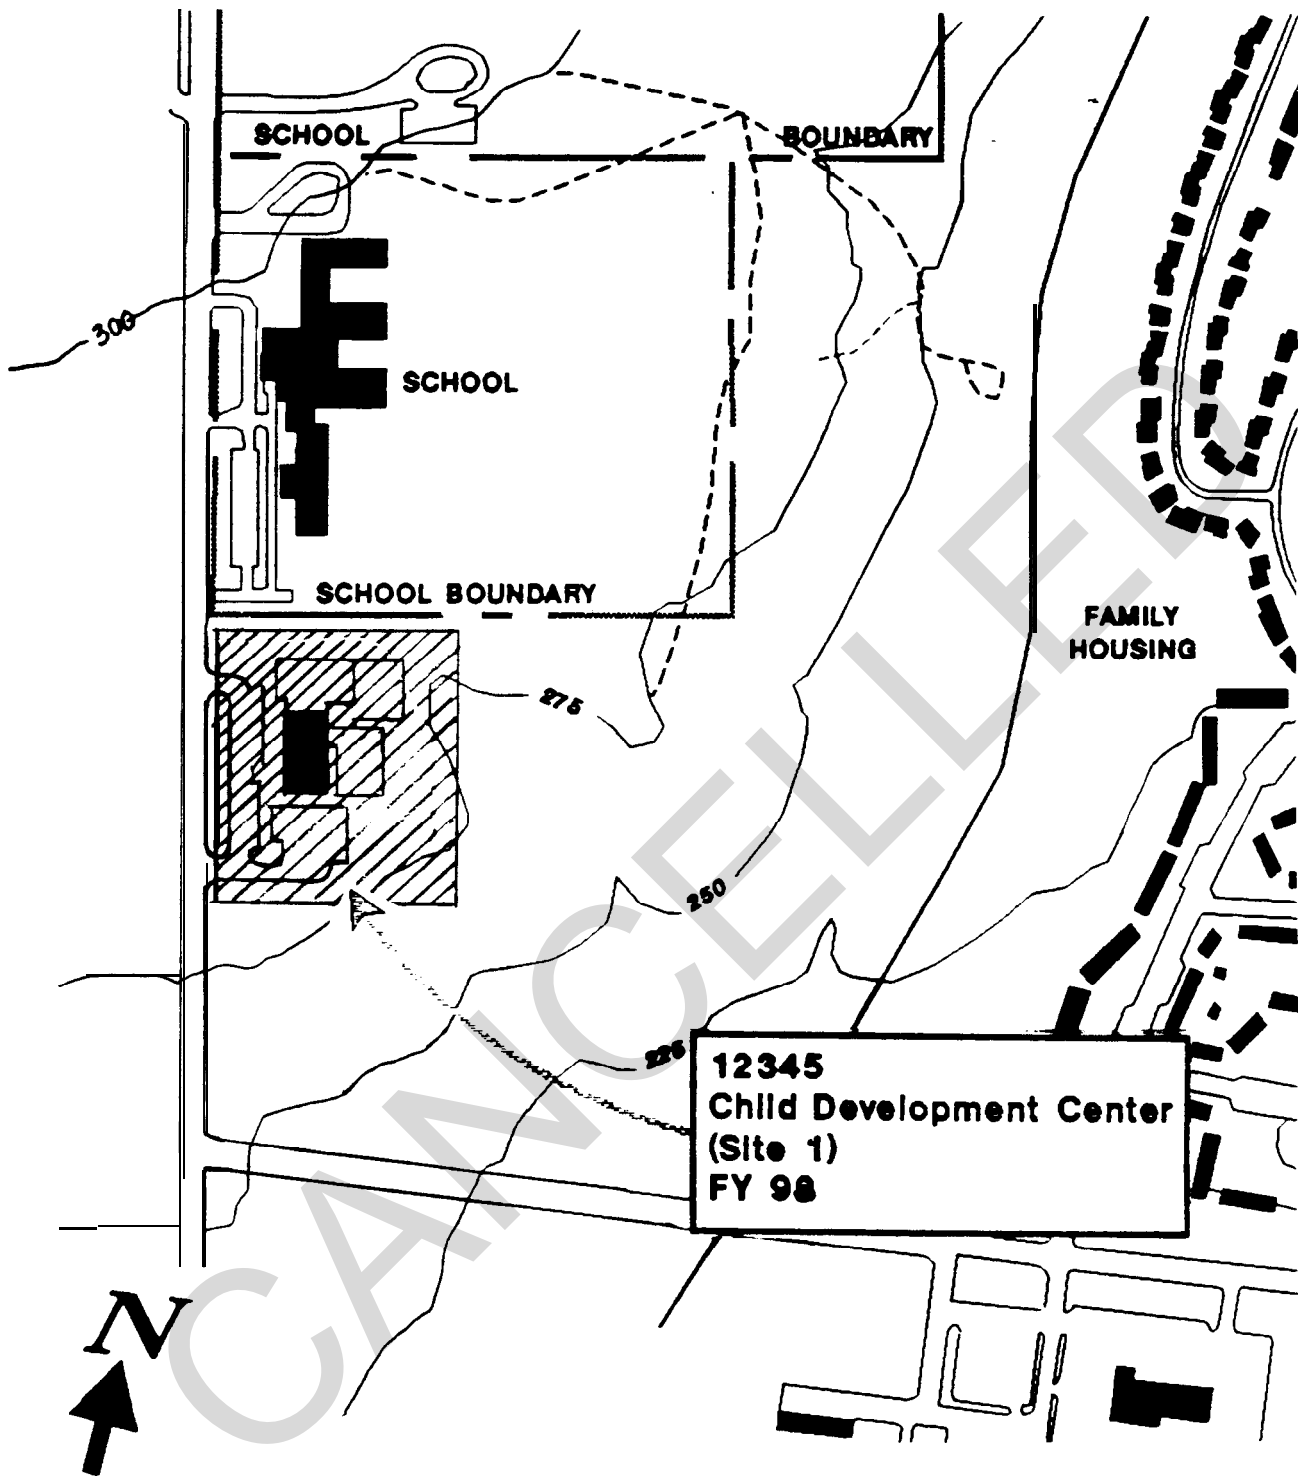 SCHOOL BOUNDARY
300
SCHOOL
SCHOOL BOUNDARY
FAMILY
HOUSING
275
250
225
12345
Child Development Center
(Site 1)
FY 98
N
CANCELLED